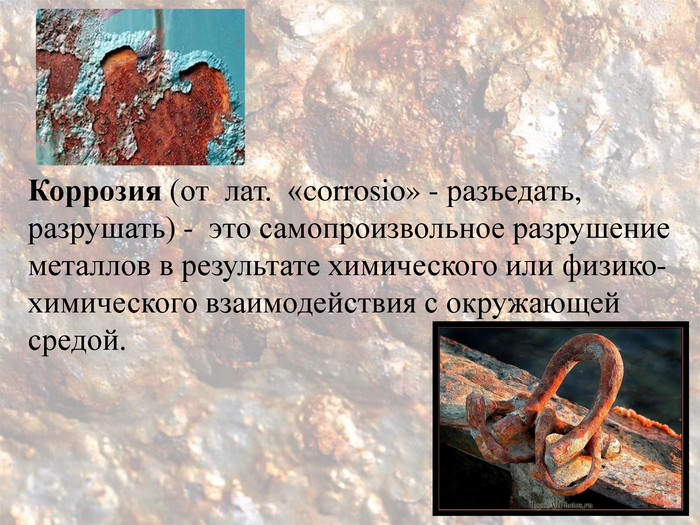 Коррозия (от лат. «corrosio» - разъедать,
разрушать) - это самопроизвольное разрушение
металлов в результате химического или физико-
химического взаимодействия с окружающей
средой.